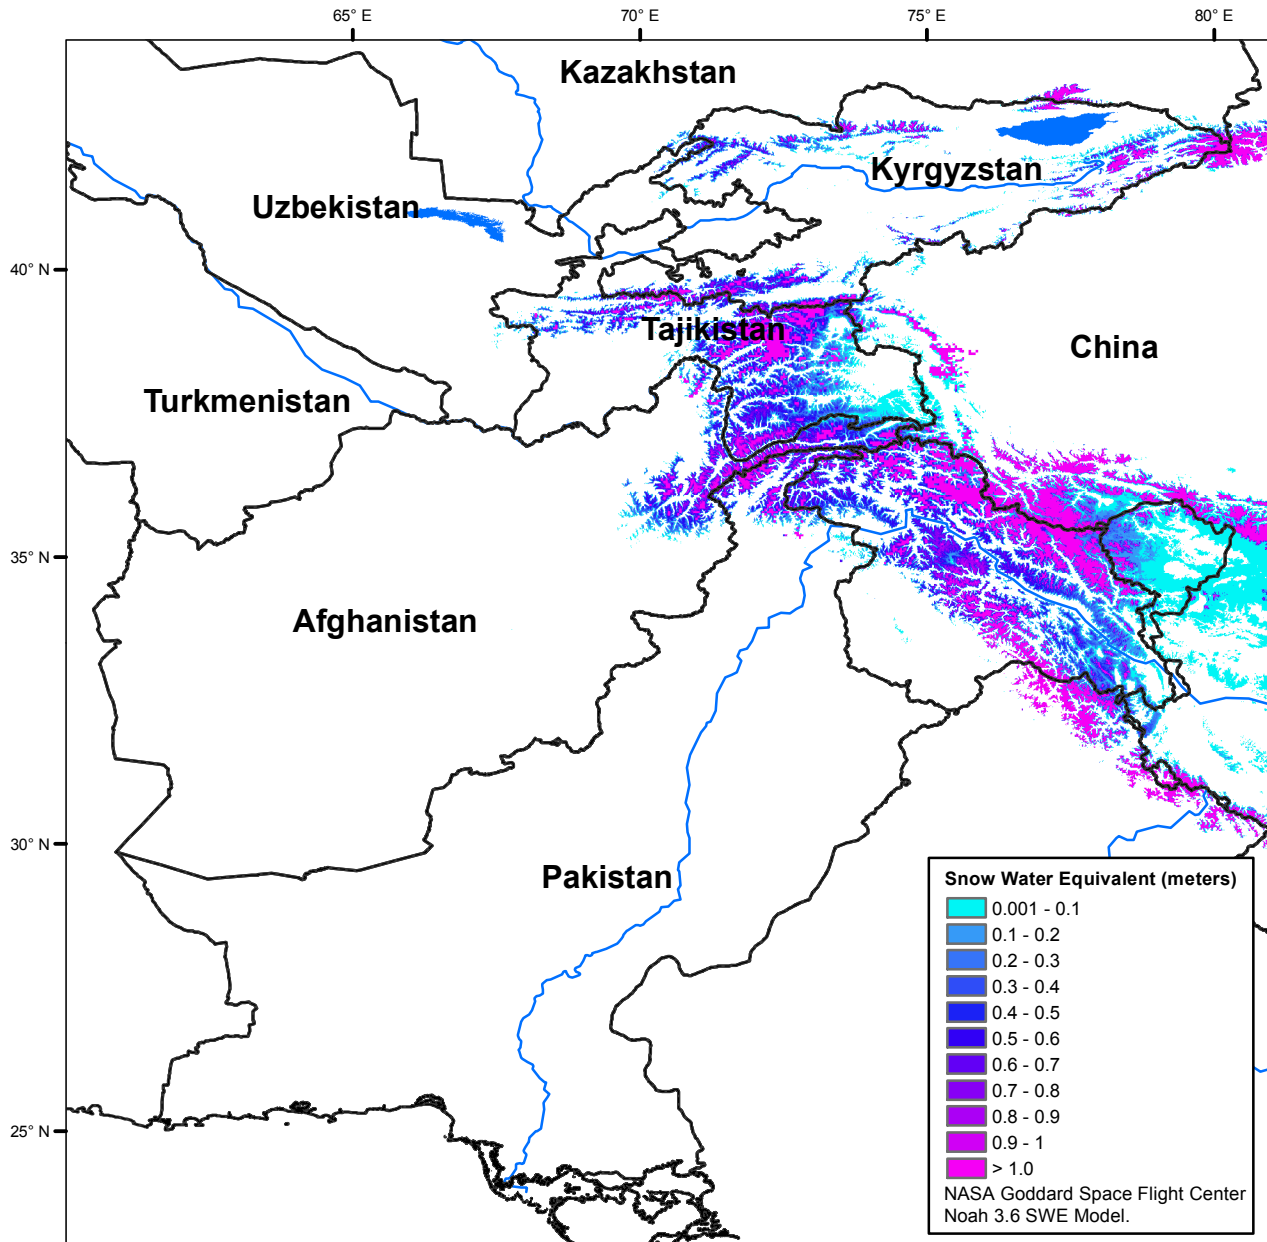 65° E 70° E 75° E 80° E
Kazakhstan
Kyrgyzstan
Uzbekistan
40° N
Tajikistan
China
Turkmenistan
35° N
Afghanistan
30° N
Pakistan
25° N
Snow Water Equivalent (meters)
0.001 - 0.1
0.1 - 0.2
0.2 - 0.3
0.3 - 0.4
0.4 - 0.5
0.5 - 0.6
0.6 - 0.7
0.7 - 0.8
0.8 - 0.9
0.9 - 1
> 1.0
NASA Goddard Space Flight Center
Noah 3.6 SWE Model.